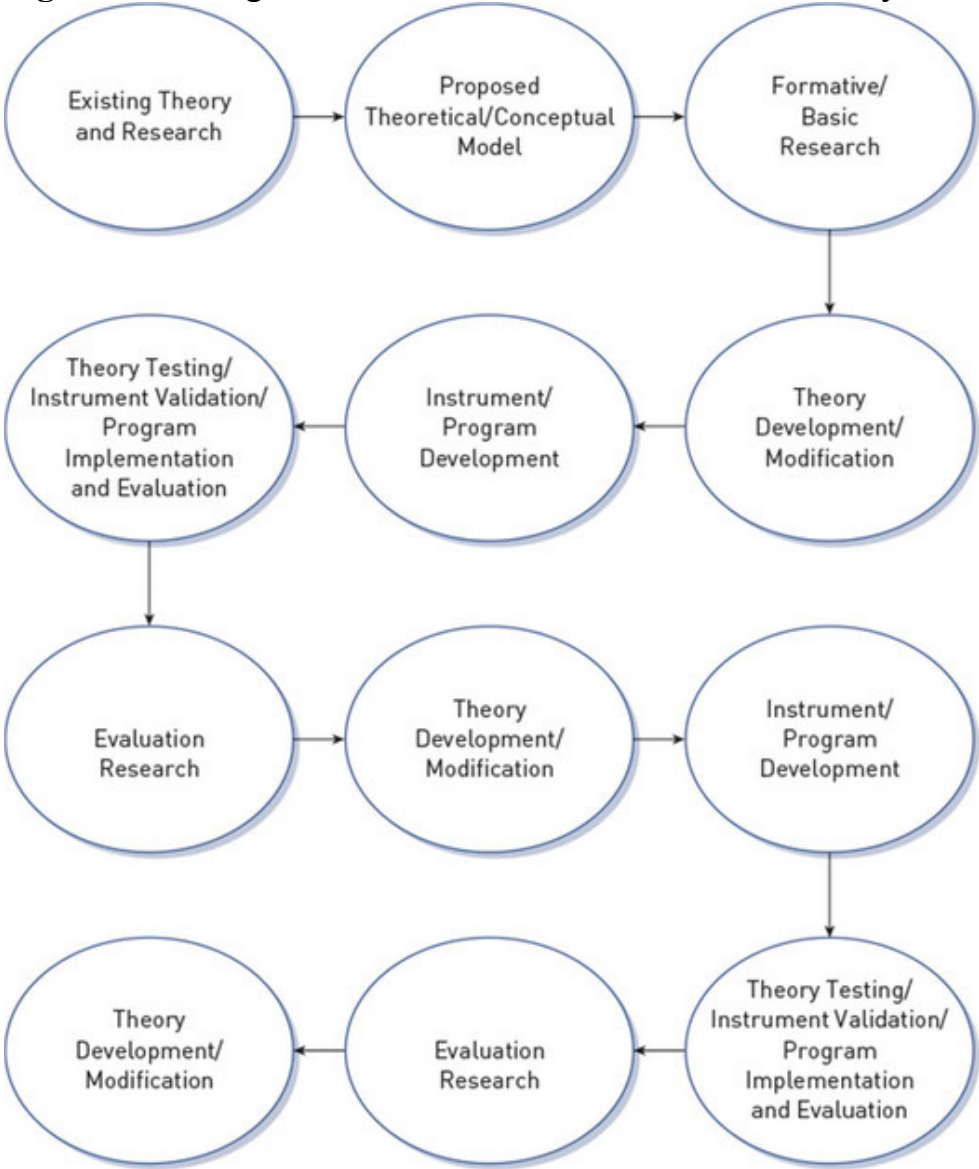 Existing Theory
and Research
Proposed
Theoretical/Conceptual
Model
Formative/
Basic
Research
Theory Testing/
Instrument Validation/
Program
Implementation
and Evaluation
Instrument/
Program
Development
Theory
Development/
Modification
Evaluation
Research
Theory
Development/
Modification
Instrument/
Program
Development
Theory
Development/
Modification
Evaluation
Research
Theory Testing/
Instrument Validation/
Program
Implementation
and Evaluation